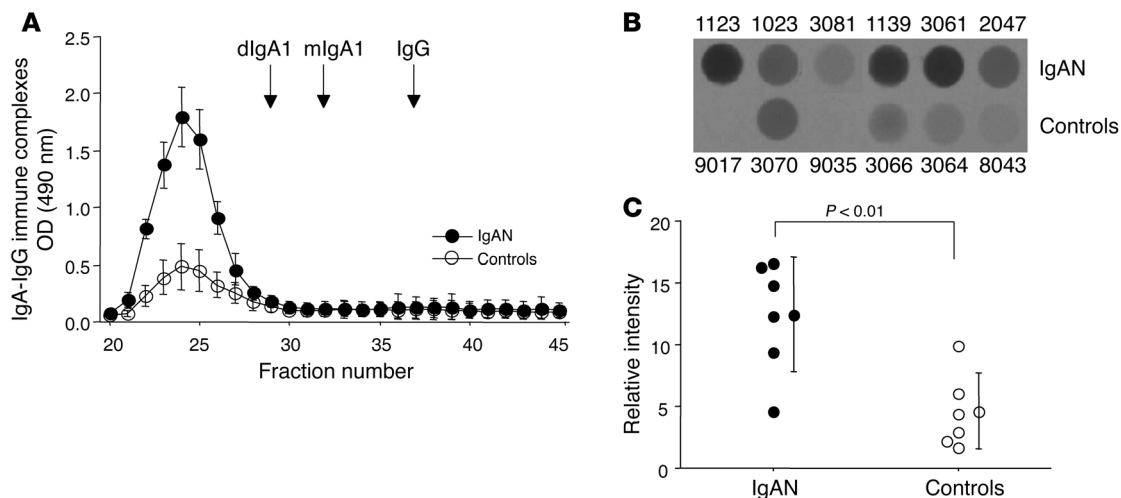 A
IgA-IgG immune complexes
OD (490 nm)
2.5
2.0
1.5
1.0
0.5
0.0
dIgA1 mIgA1 IgG
IgAN
Controls
20 25 30 35 40 45
Fraction number
B
1123 1023 3081 1139 3061 2047
IgAN
Controls
9017 3070 9035 3066 3064 8043
C
P < 0.01
Relative intensity
20
15
10
5
0
IgAN Controls